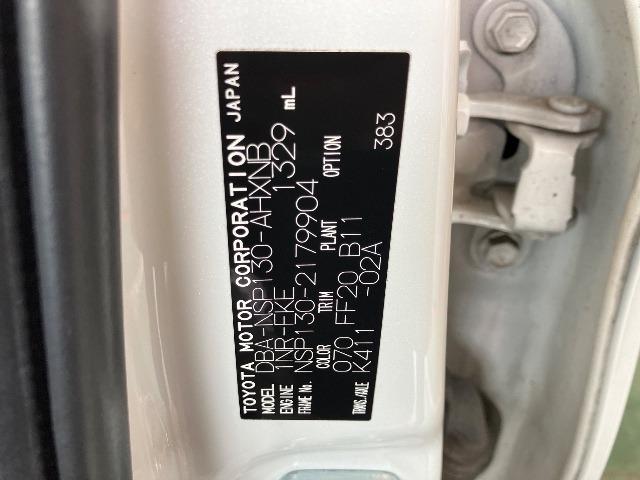 TOYOTA MOTOR CORPORATION JAPAN
MODEL DBA-NSP130-AHXNB
ENGINE 1NR-FKE 1329 mL
FRAME No. NSP130-2179904
COLOR TRIM PLANT OPTION
070 FF20 B11
TRANS./AXLE K411 -02A 383